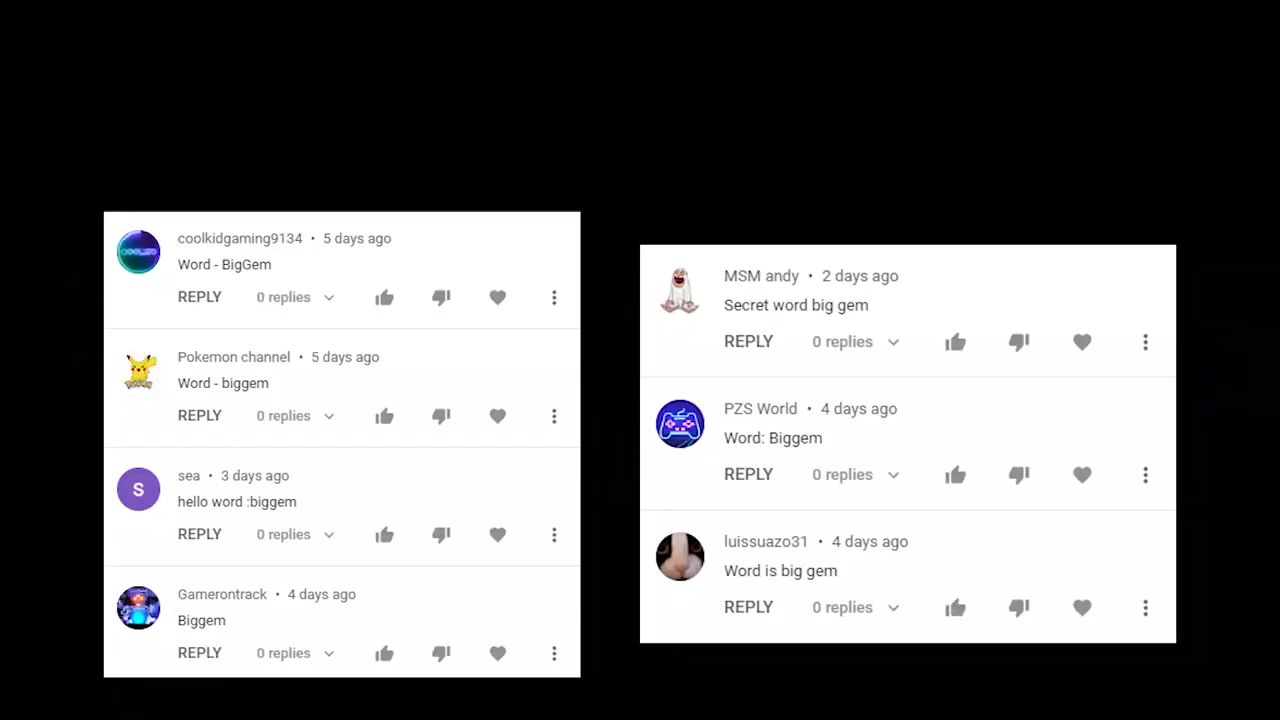 coolkidgaming9134 • 5 days ago
Word - BigGem
REPLY 0 replies
Pokemon channel • 5 days ago
Word - biggem
REPLY 0 replies
S
sea • 3 days ago
hello word :biggem
REPLY 0 replies
Gamerontrack • 4 days ago
Biggem
REPLY 0 replies
MSM andy • 2 days ago
Secret word big gem
REPLY 0 replies
PZS World • 4 days ago
Word: Biggem
REPLY 0 replies
luissuazo31 • 4 days ago
Word is big gem
REPLY 0 replies